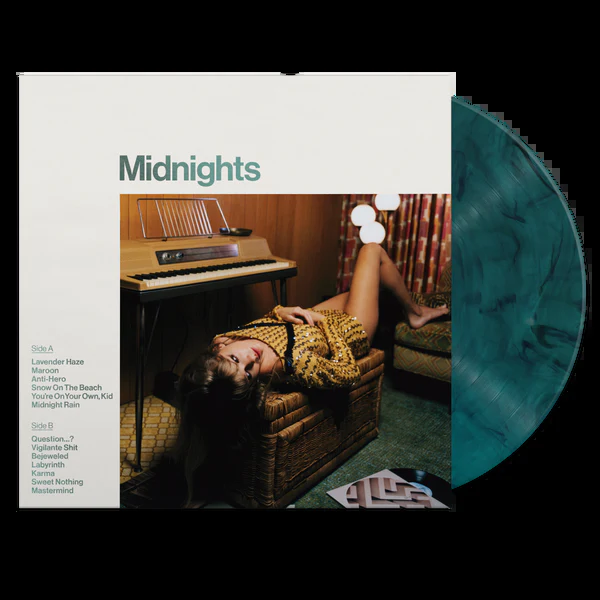 Midnights
Side A
Lavender Haze
Maroon
Anti-Hero
Snow On The Beach
You're On Your Own, Kid
Midnight Rain
Side B
Question...?
Vigilante Shit
Bejeweled
Labyrinth
Karma
Sweet Nothing
Mastermind